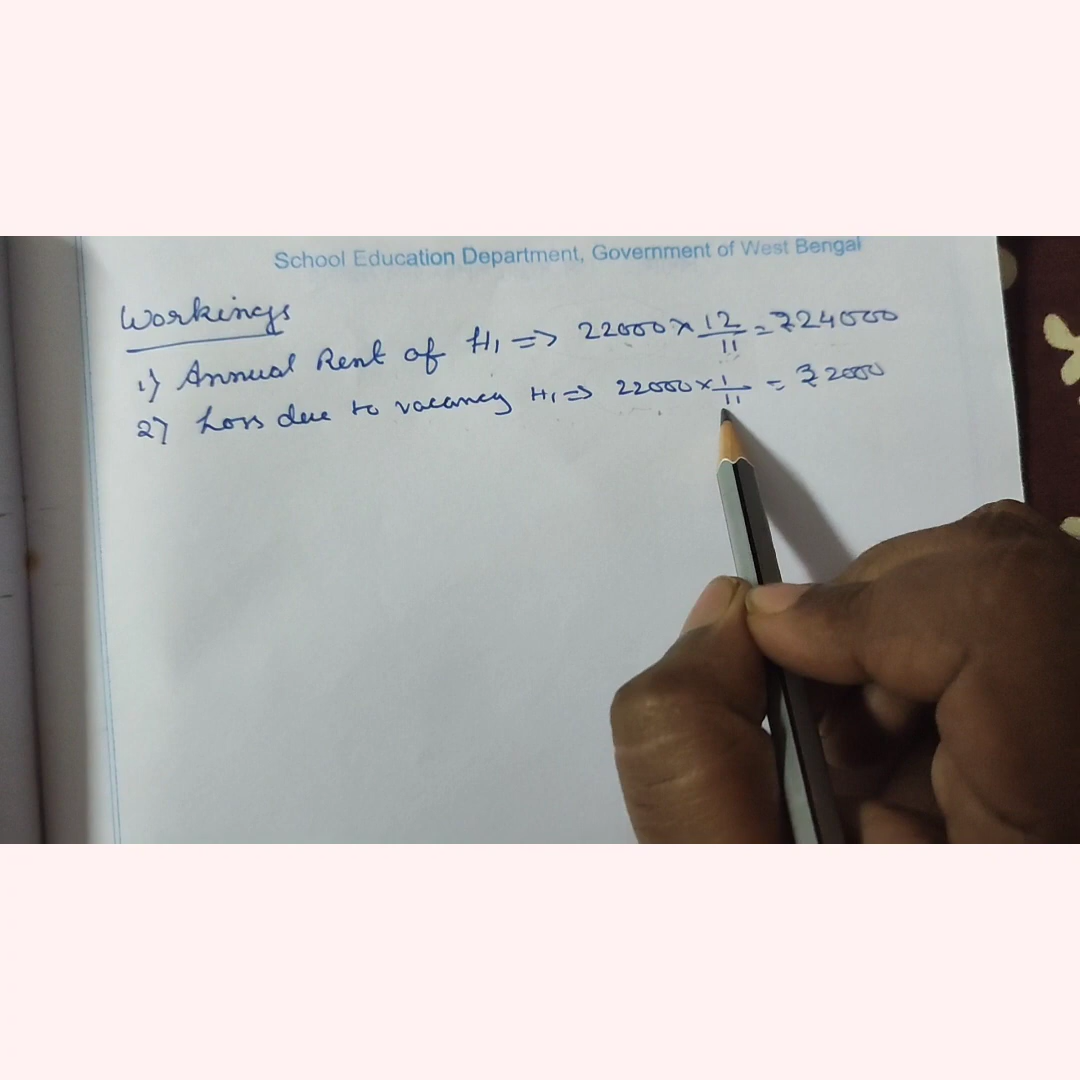 School Education Department, Government of West Bengal
Workings
1) Annual Rent of H₁ => 22000 × 12/11 = ₹24000
2) Loss due to vacancy H₁ => 22000 × 1/11 = ₹2000